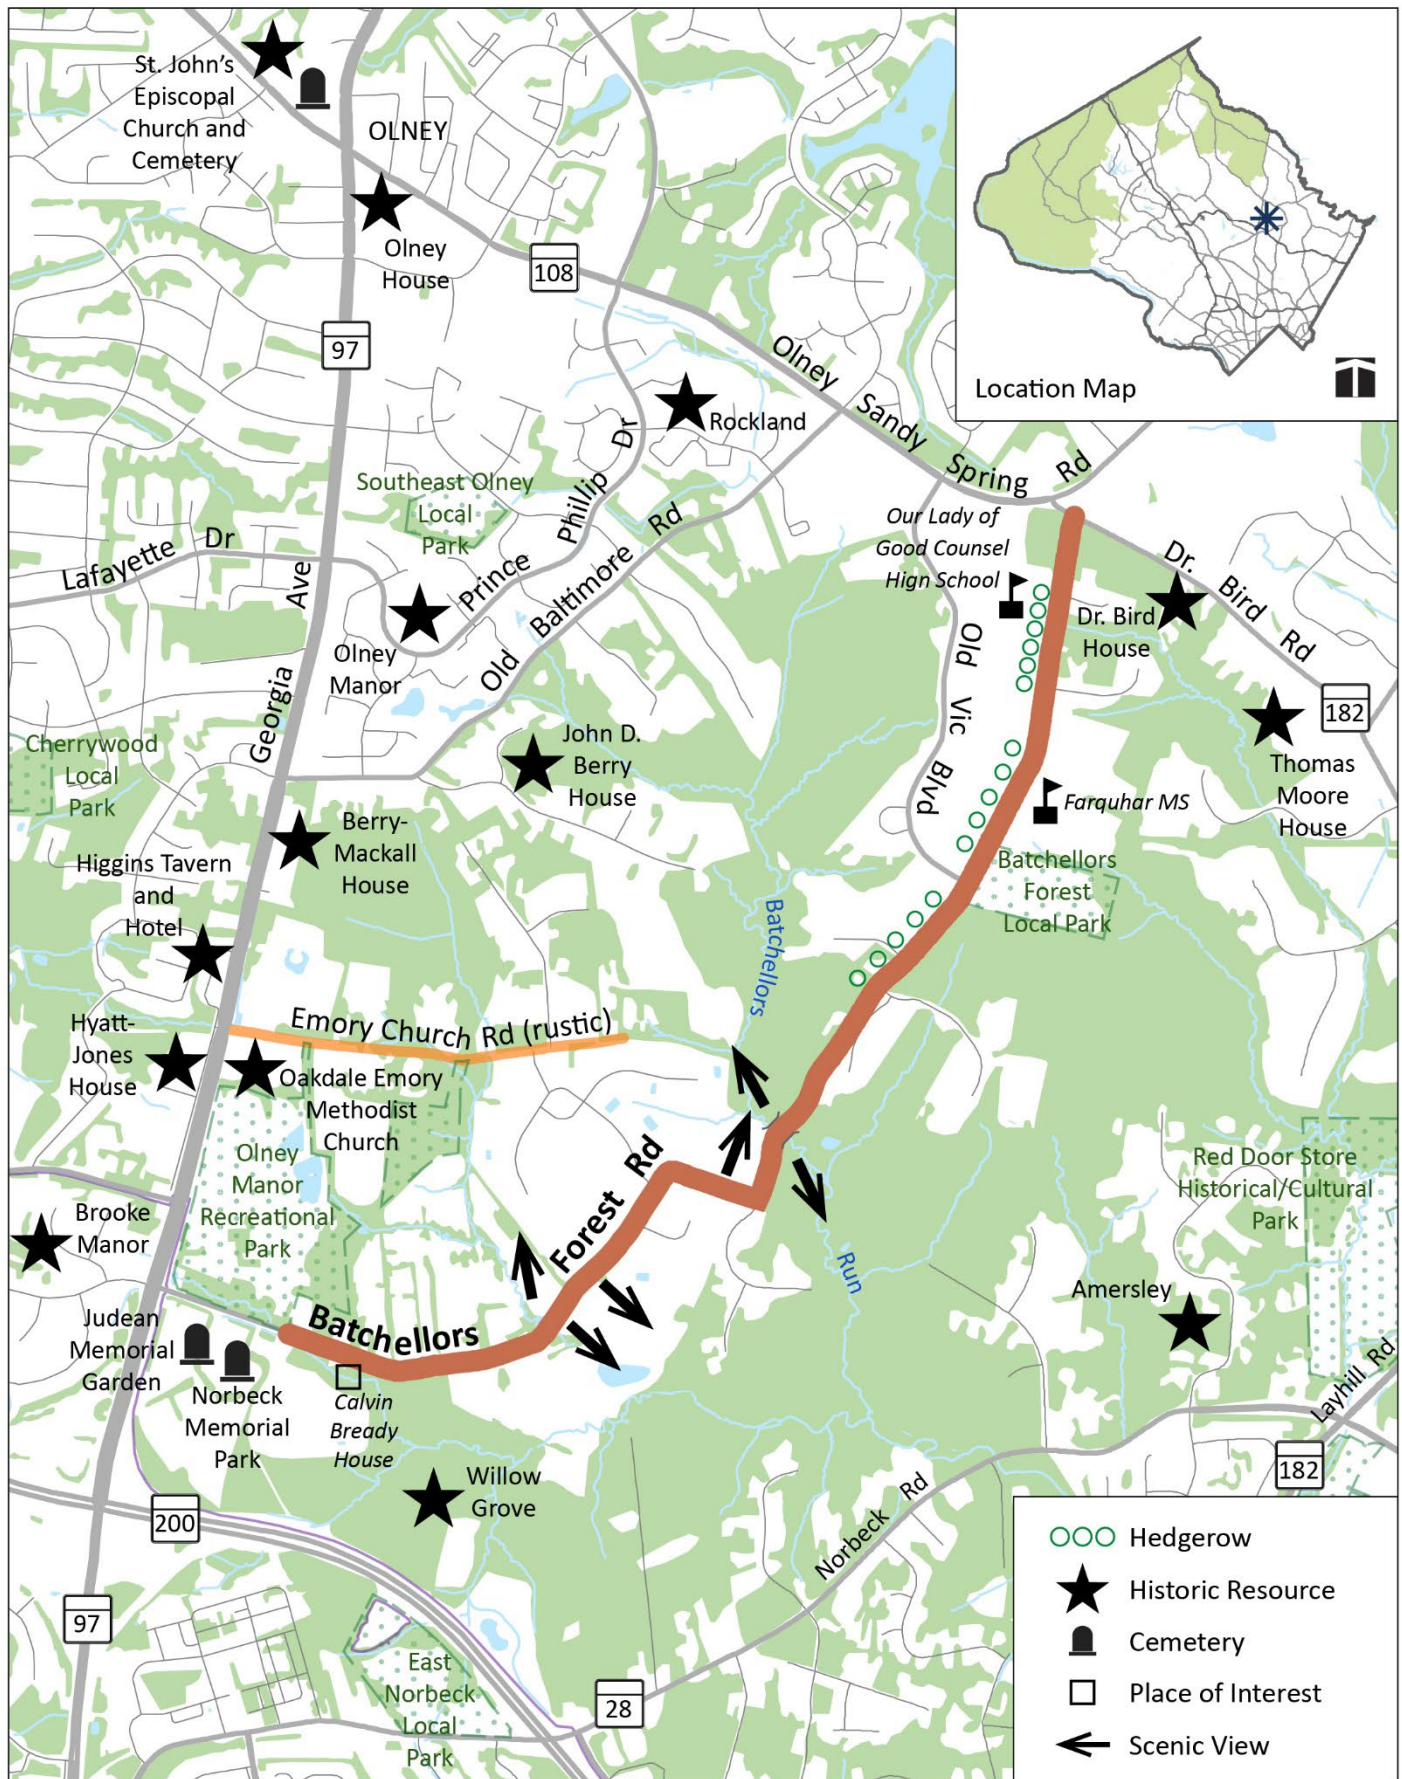 St. John's
Episcopal
Church and
Cemetery
OLNEY
Olney
House
108
97
Location Map
Olney Sandy Spring Rd
Rockland
Prince Phillip Dr
Southeast Olney
Local
Park
Lafayette Dr
Georgia Ave
Old Baltimore Rd
Olney
Manor
Our Lady of
Good Counsel
Hign School
Old Vic Blvd
Dr. Bird Rd
Dr. Bird
House
182
Thomas
Moore
House
Farquhar MS
Batchellors
Forest
Local Park
Cherrywood
Local
Park
John D.
Berry
House
Berry-
Mackall
House
Higgins Tavern
and
Hotel
Batchellors Run
Emory Church Rd (rustic)
Hyatt-
Jones
House
Oakdale Emory
Methodist
Church
Olney
Manor
Recreational
Park
Brooke
Manor
Batchellors Forest Rd
Red Door Store
Historical/Cultural
Park
Amersley
Judean
Memorial
Garden
Norbeck
Memorial
Park
Calvin
Bready
House
Layhill Rd
182
Willow
Grove
Norbeck Rd
200
97
28
East
Norbeck
Local
Park
Hedgerow
Historic Resource
Cemetery
Place of Interest
Scenic View